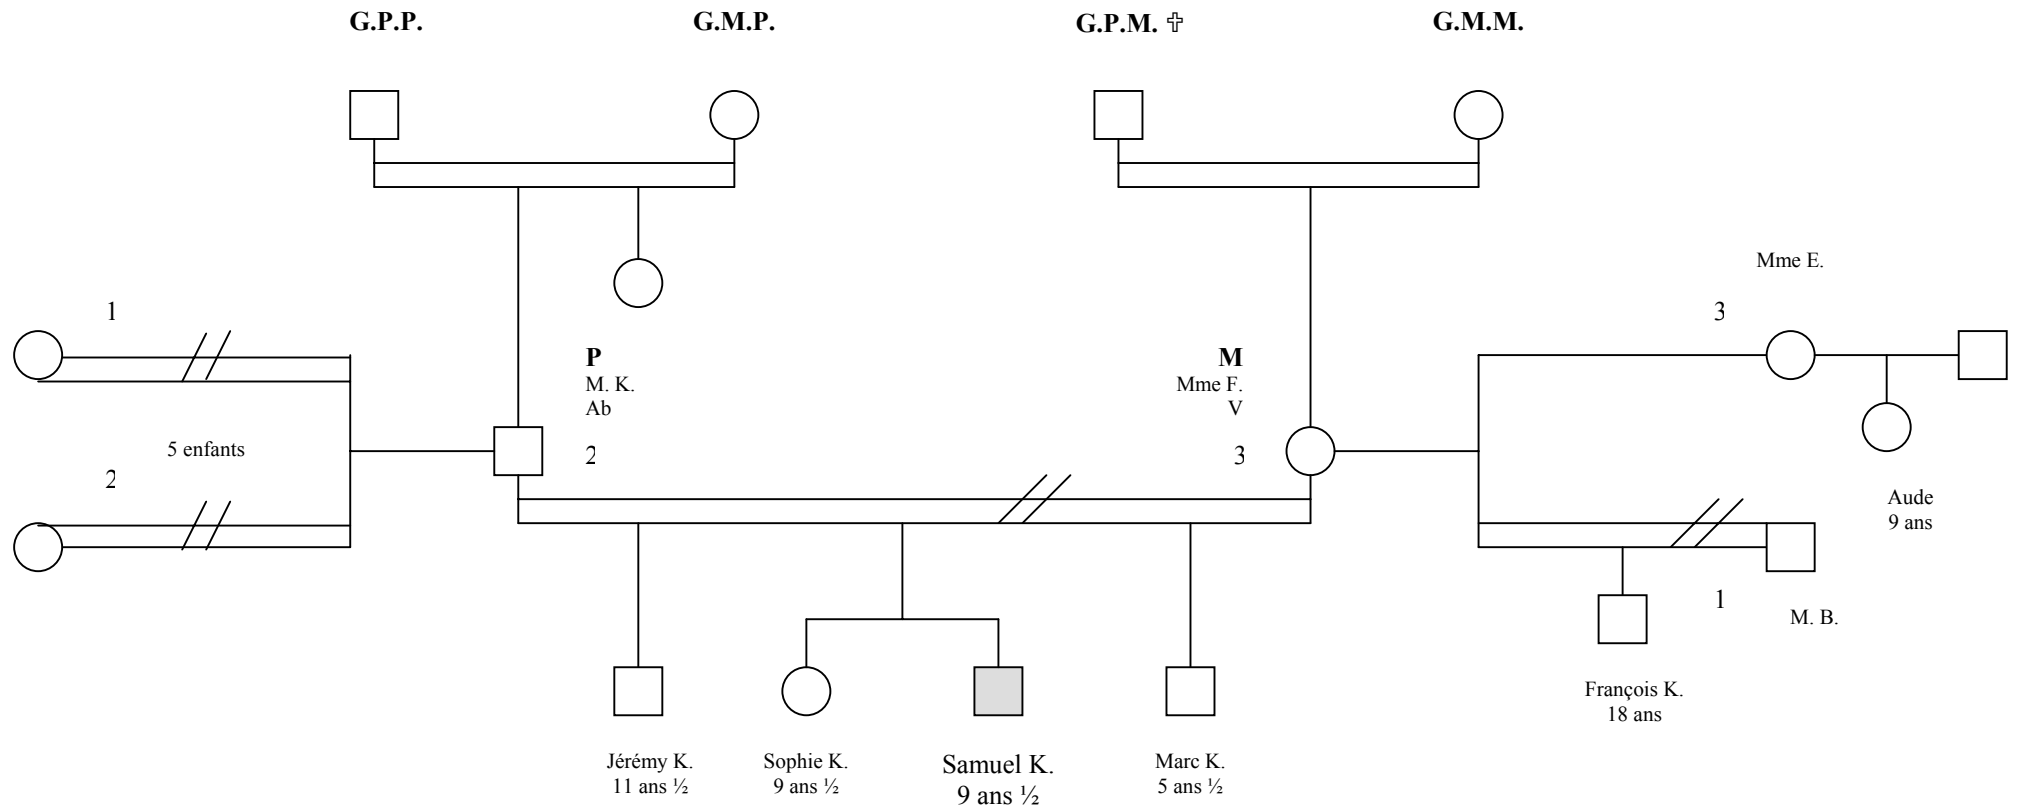 G.P.P.
G.M.P.
G.P.M. ✞
G.M.M.
Mme E.
1
3
P
M. K.
Ab
M
Mme F.
V
5 enfants
2
2
3
Aude
9 ans
1
M. B.
François K.
18 ans
Jérémy K.
11 ans ½
Sophie K.
9 ans ½
Samuel K.
9 ans ½
Marc K.
5 ans ½